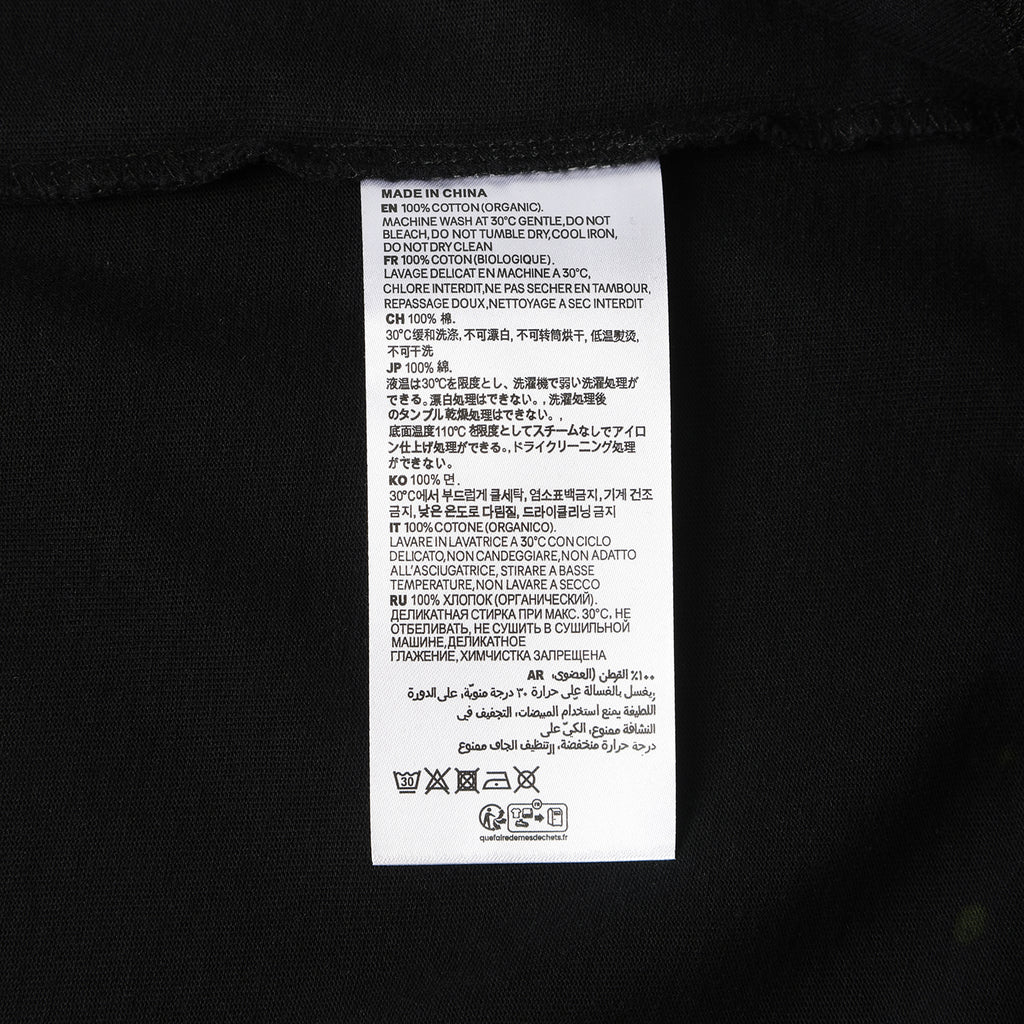 MADE IN CHINA
EN 100% COTTON (ORGANIC).
MACHINE WASH AT 30°C GENTLE,DO NOT
BLEACH, DO NOT TUMBLE DRY,COOL IRON,
DO NOT DRY CLEAN
FR 100% COTON (BIOLOGIQUE).
LAVAGE DELICAT EN MACHINE A 30°C,
CHLORE INTERDIT,NE PAS SECHER EN TAMBOUR,
REPASSAGE DOUX,NETTOYAGE A SEC INTERDIT
CH 100% 棉.
30°C缓和洗涤, 不可漂白, 不可转筒烘干, 低温熨烫,
不可干洗
JP 100% 綿.
液温は30℃を限度とし、洗濯機で弱い洗濯処理が
できる。漂白処理はできない。, 洗濯処理後
のタンブル乾燥処理はできない。,
底面温度110℃を限度としてスチームなしでアイロ
ン仕上げ処理ができる。,ドライクリーニング処理
ができない。
KO 100% 면.
30°C에서 부드럽게 클세탁, 염소표백금지, 기계 건조
금지, 낮은 온도로 다림질, 드라이클리닝 금지
IT 100% COTONE (ORGANICO).
LAVARE IN LAVATRICE A 30°C CON CICLO
DELICATO, NON CANDEGGIARE, NON ADATTO
ALL'ASCIUGATRICE, STIRARE A BASSE
TEMPERATURE, NON LAVARE A SECCO
RU 100% ХЛОПОК (ОРГАНИЧЕСКИЙ).
ДЕЛИКАТНАЯ СТИРКА ПРИ МАКС. 30°C, НЕ
ОТБЕЛИВАТЬ, НЕ СУШИТЬ В СУШИЛЬНОЙ
МАШИНЕ,ДЕЛИКАТНОЕ
ГЛАЖЕНИЕ, ХИМЧИСТКА ЗАПРЕЩЕНА
AR ١٠٠٪ القطن (العضوي،
يغسل بالغسالة على حرارة ٣٠ درجة منوية، على الدورة
اللطيفة يمنع استخدام المبيضات، التجفيف في
النشافة ممنوع، الكيّ على
درجة حرارة منخفضة، التنظيف الجاف ممنوع
30
FR
quefairedemesdechets.fr